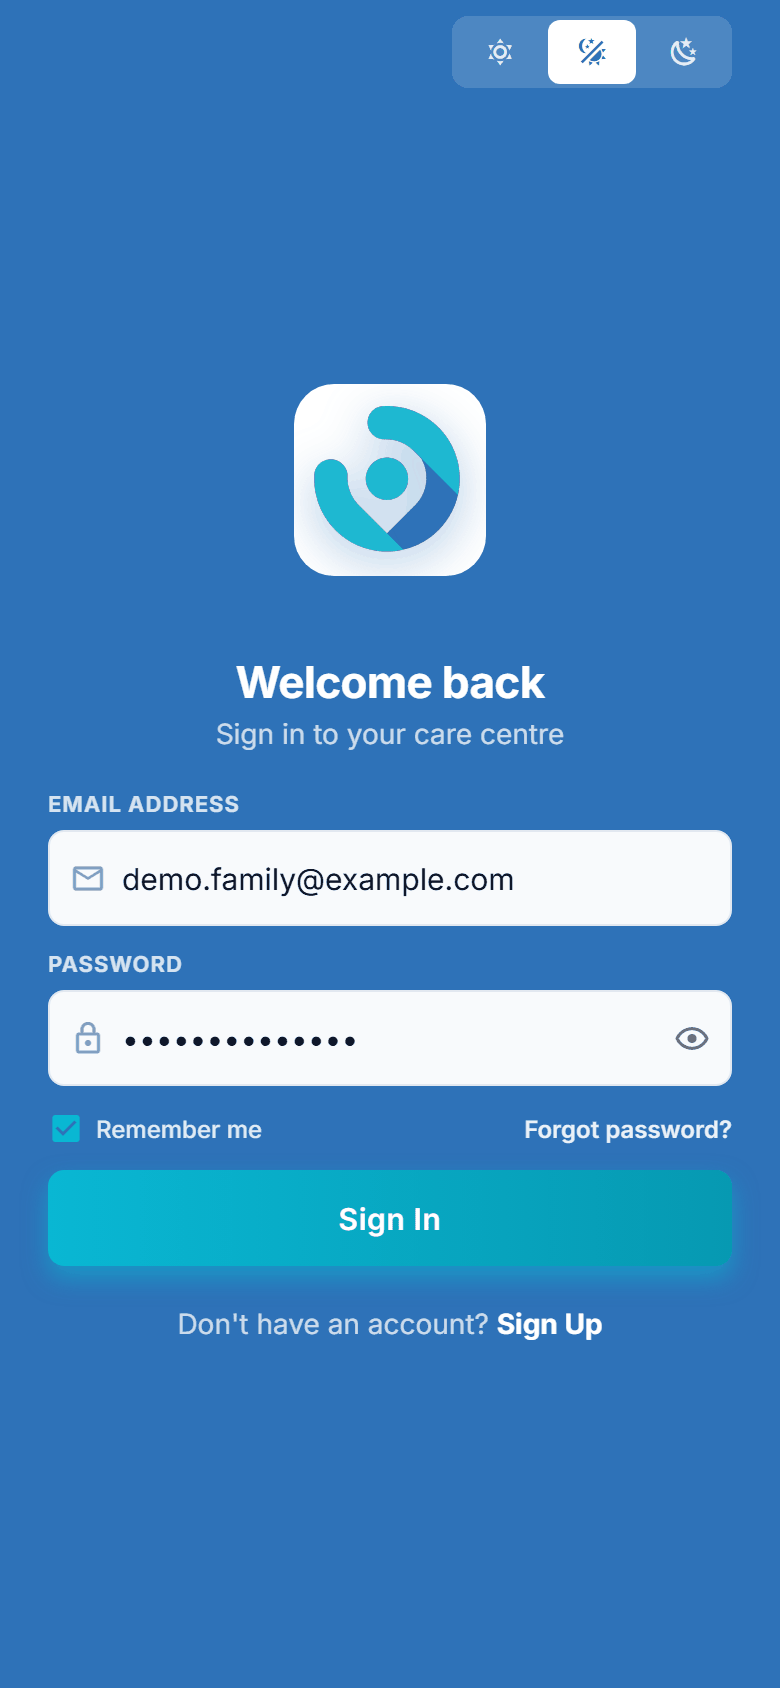 Welcome back
Sign in to your care centre
EMAIL ADDRESS
demo.family@example.com
PASSWORD
••••••••••••••
Remember me
Forgot password?
Sign In
Don't have an account? Sign Up